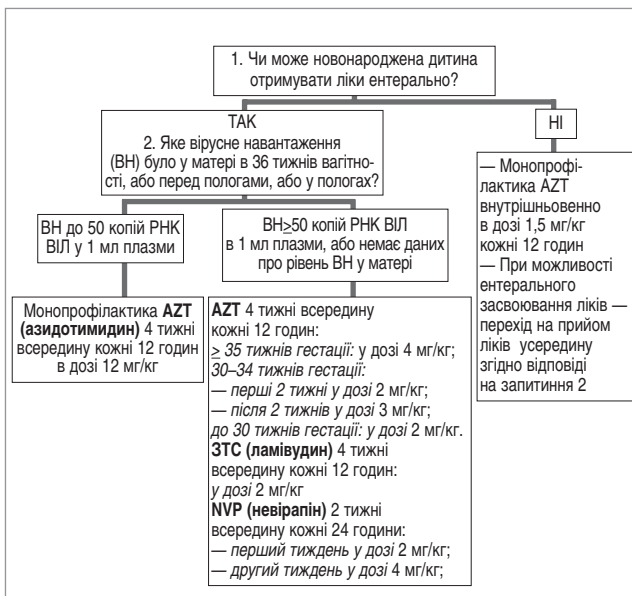 1. Чи може новонароджена дитина
отримувати ліки ентерально?
ТАК
2. Яке вірусне навантаження
(ВН) було у матері в 36 тижнів вагітно-
сті, або перед пологами, або у пологах?
НІ
ВН до 50 копій РНК
ВІЛ у 1 мл плазми
ВН≥50 копій РНК ВІЛ
в 1 мл плазми, або немає даних
про рівень ВН у матері
— Монопрофі-
лактика AZT
внутрішньовенно
в дозі 1,5 мг/кг
кожні 12 годин
— При можливості
ентерального
засвоювання ліків —
перехід на прийом
ліків усередину
згідно відповіді
на запитиння 2
Монопрофілактика AZT
(азидотимидин) 4 тижні
всередину кожні 12 годин
в дозі 12 мг/кг
AZT 4 тижні всередину
кожні 12 годин:
≥ 35 тижнів гестації: у дозі 4 мг/кг;
30–34 тижнів гестації:
— перші 2 тижні у дозі 2 мг/кг;
— після 2 тижнів у дозі 3 мг/кг;
до 30 тижнів гестації: у дозі 2 мг/кг.
3TC (ламівудин) 4 тижні
всередину кожні 12 годин:
у дозі 2 мг/кг
NVP (невірапін) 2 тижні
всередину кожні 24 години:
— перший тиждень у дозі 2 мг/кг;
— другий тиждень у дозі 4 мг/кг;